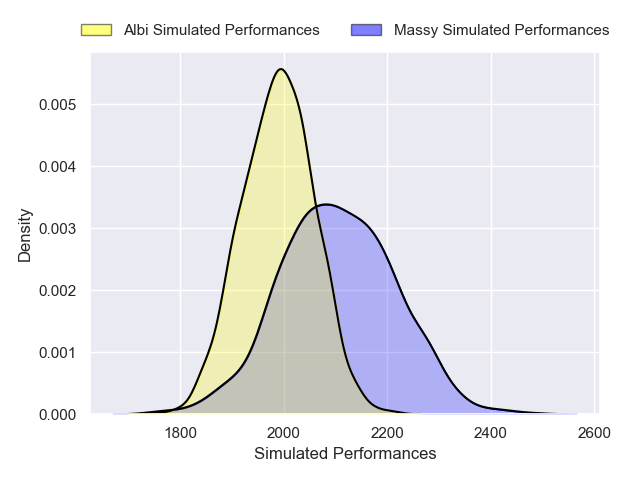 Albi Simulated Performances Massy Simulated Performances
0.005
0.004
0.003
0.002
0.001
0.000
Density
1800 2000 2200 2400 2600
Simulated Performances